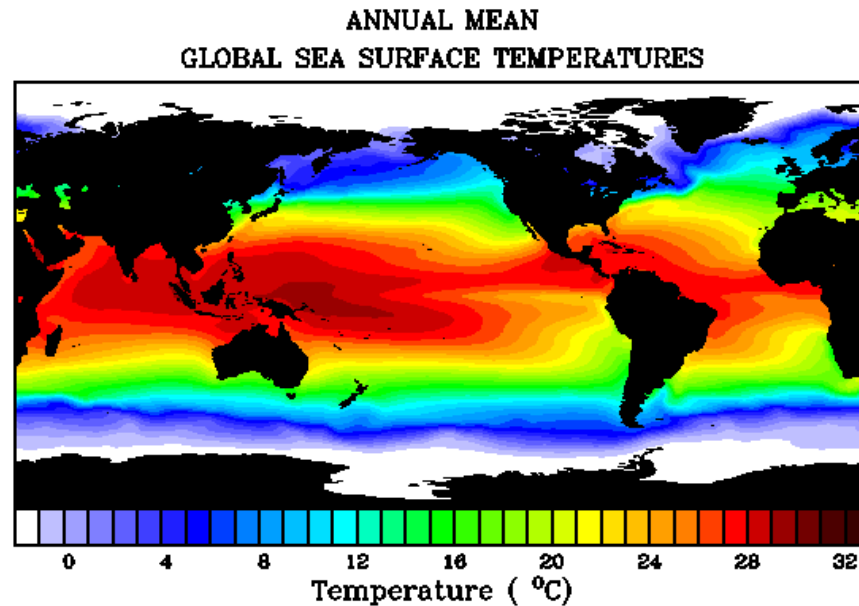 ANNUAL MEAN
GLOBAL SEA SURFACE TEMPERATURES
0 4 8 12 16 20 24 28 32
Temperature ( °C)